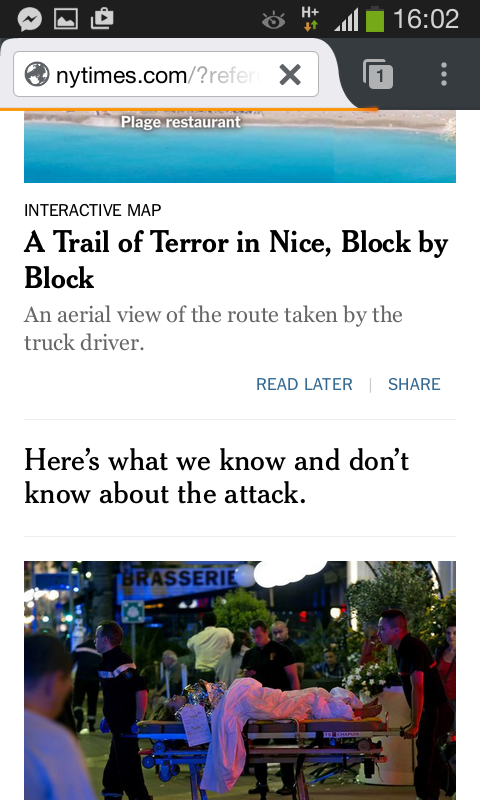 H+
16:02
nytimes.com/?refer
1
Plage restaurant
INTERACTIVE MAP
A Trail of Terror in Nice, Block by
Block
An aerial view of the route taken by the
truck driver.
READ LATER | SHARE
Here's what we know and don't
know about the attack.
BRASSERIE